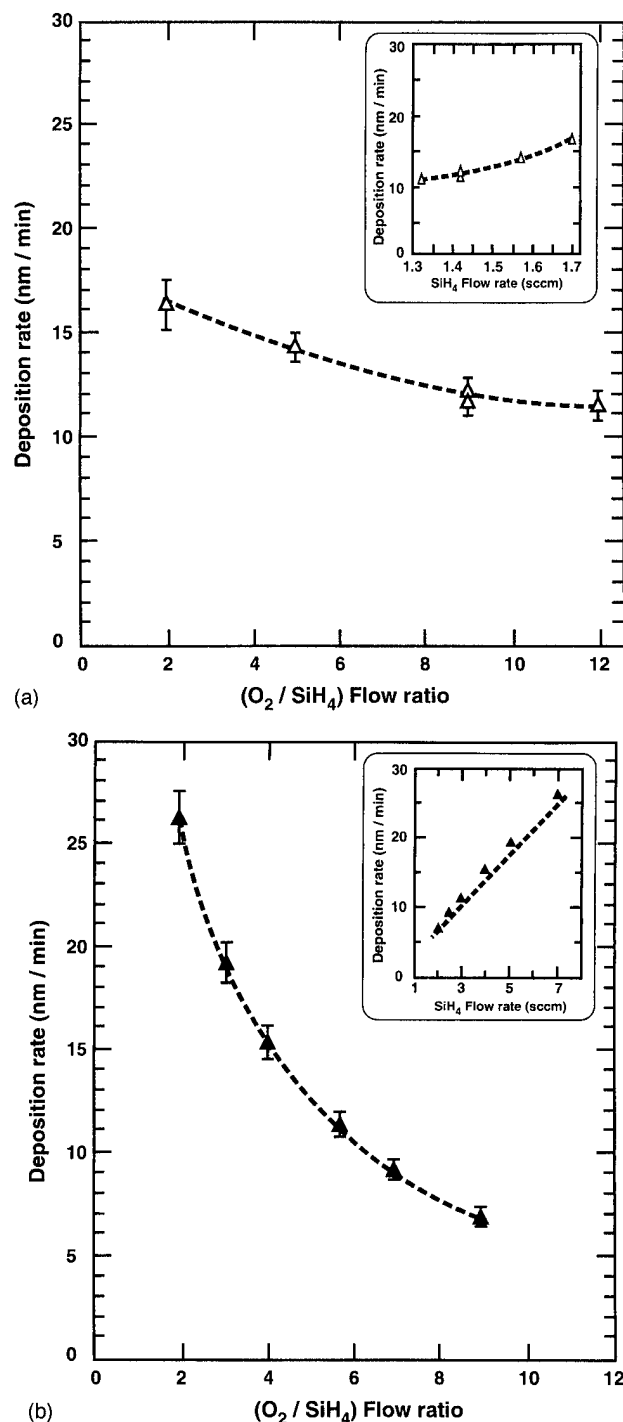 30
25
20
15
10
5
0
Deposition rate (nm / min)
0 2 4 6 8 10 12
(O₂ / SiH₄) Flow ratio
(a)
30
20
10
0
Deposition rate (nm / min)
1.3 1.4 1.5 1.6 1.7
SiH₄ Flow rate (sccm)
30
25
20
15
10
5
0
Deposition rate (nm / min)
0 2 4 6 8 10 12
(O₂ / SiH₄) Flow ratio
(b)
30
20
10
0
Deposition rate (nm / min)
1 3 5 7
SiH₄ Flow rate (sccm)